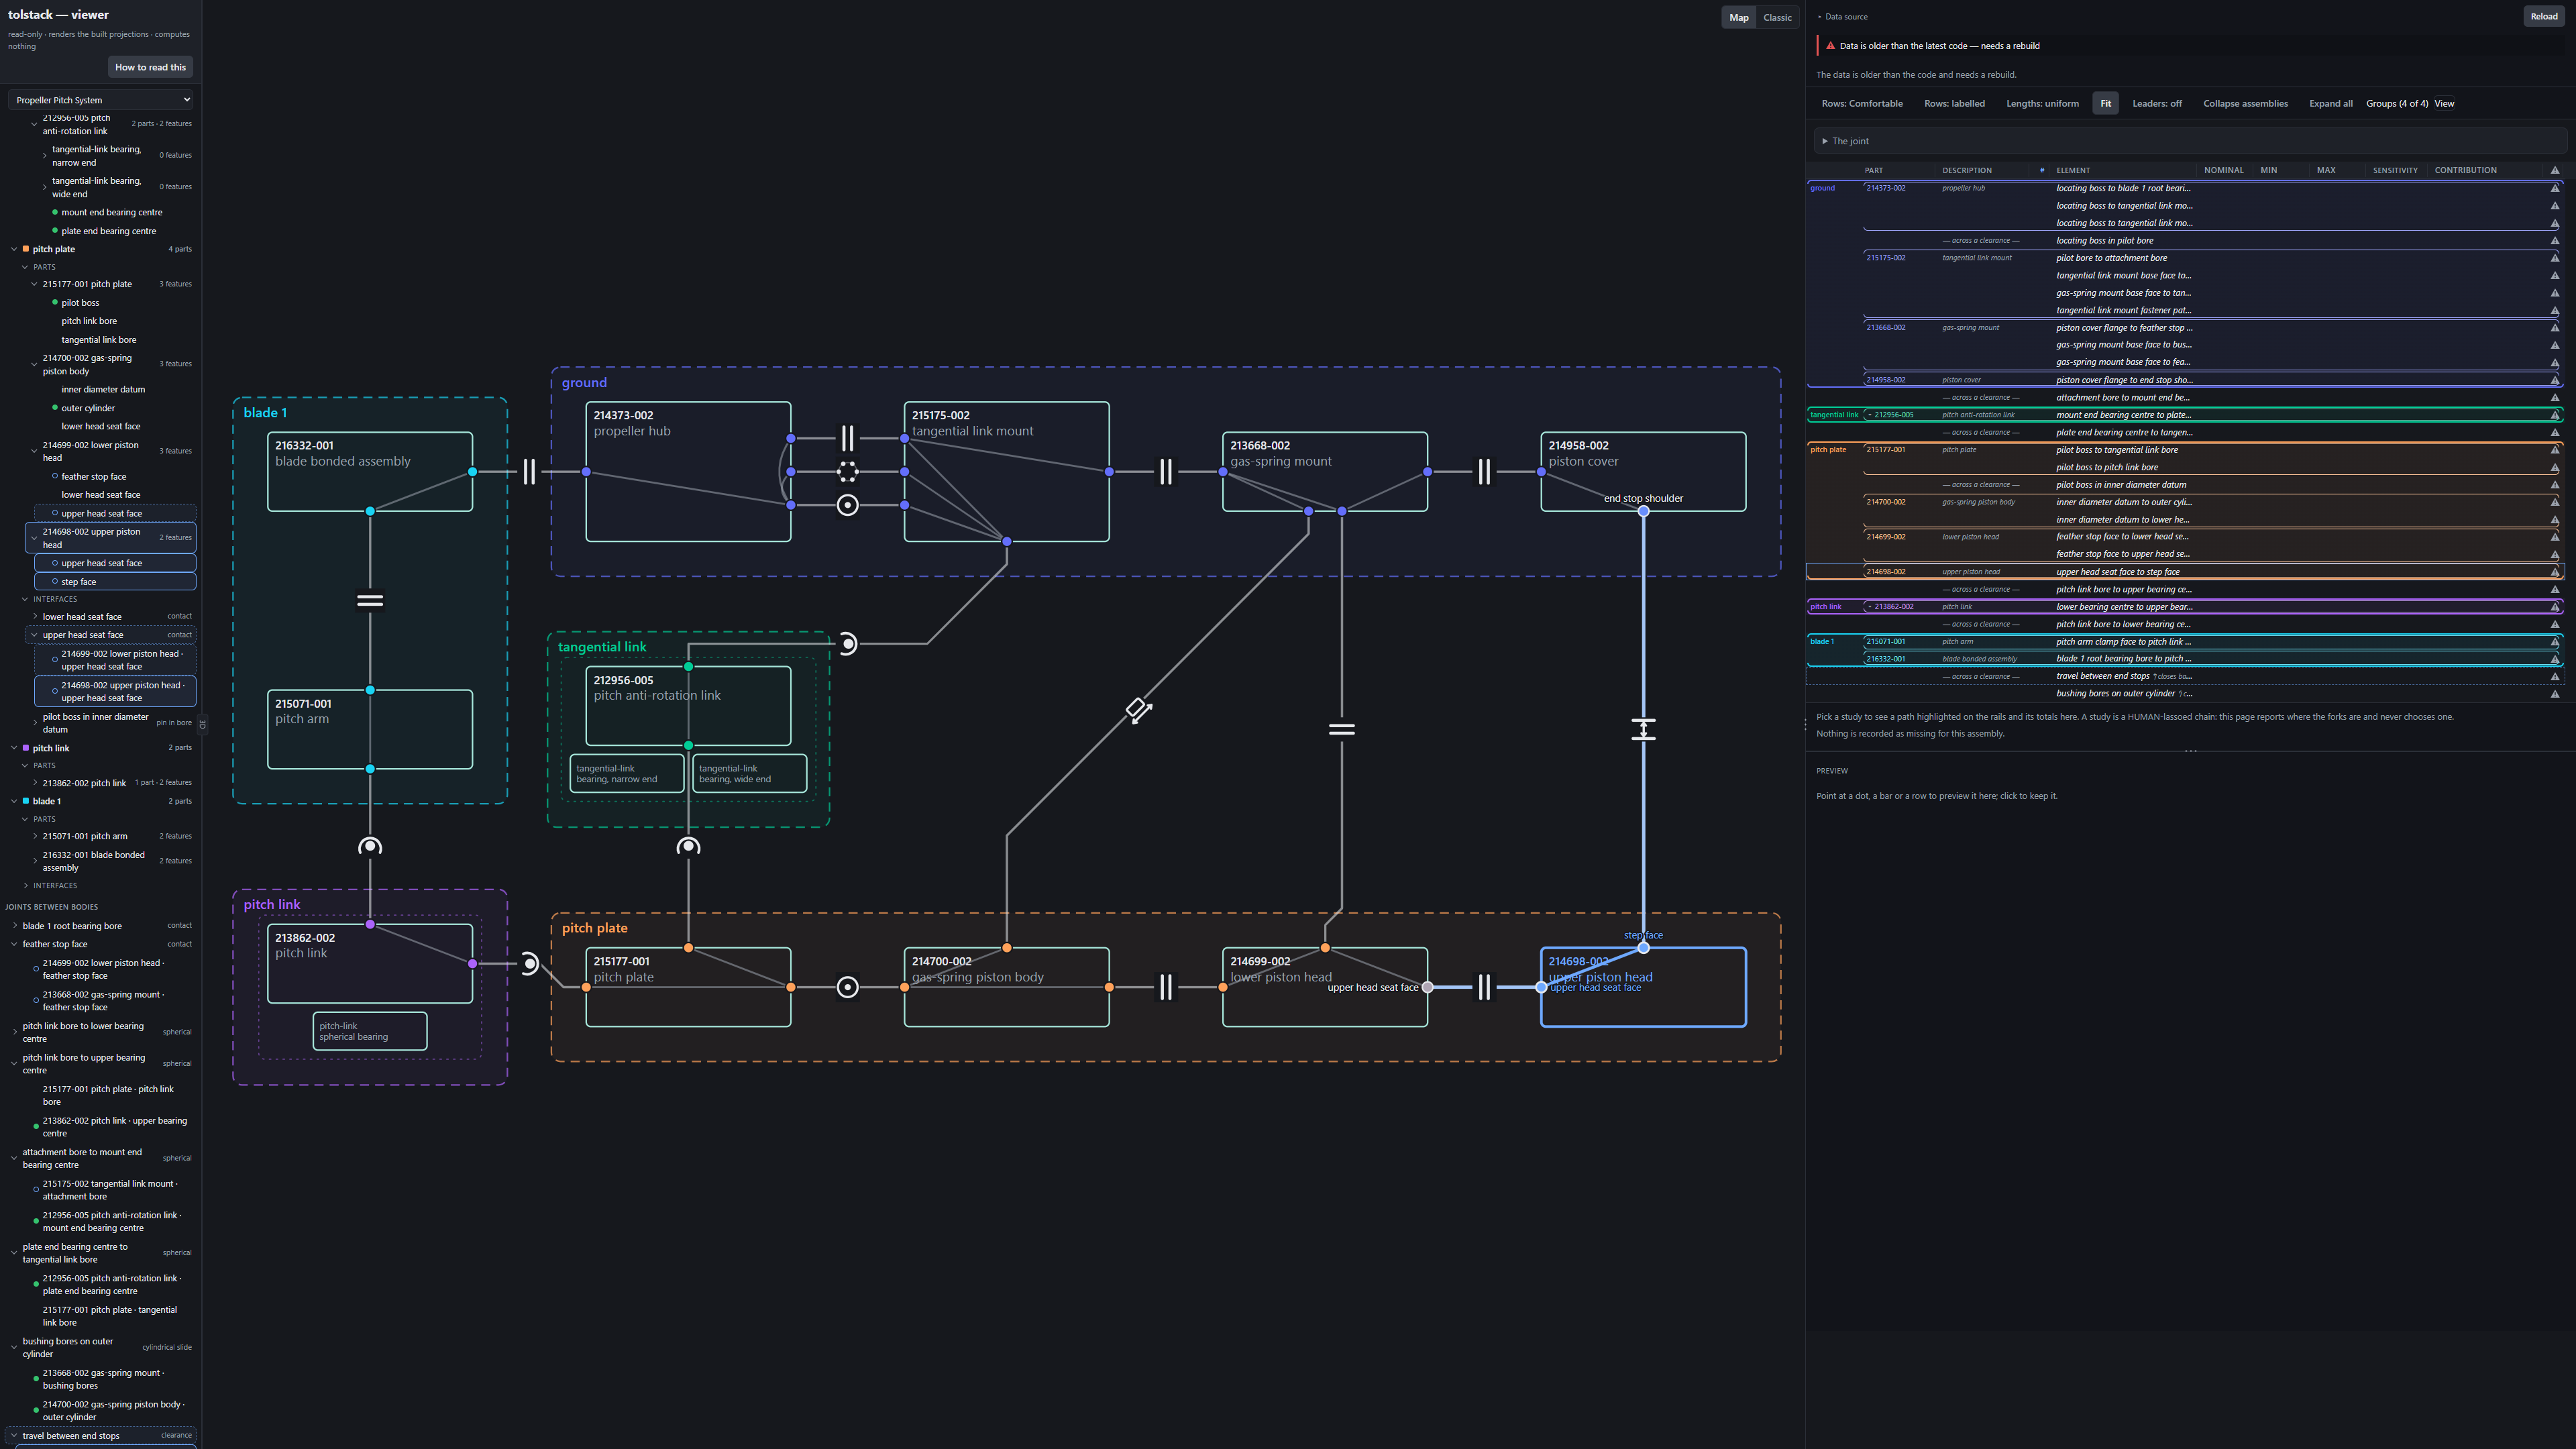 tolstack — viewer
read-only · renders the built projections · computes
nothing
How to read this
Propeller Pitch System
212956-005 pitch
anti-rotation link
2 parts · 2 features
tangential-link bearing,
narrow end
0 features
tangential-link bearing,
wide end
0 features
mount end bearing centre
plate end bearing centre
pitch plate
4 parts
PARTS
215177-001 pitch plate
3 features
pilot boss
pitch link bore
tangential link bore
214700-002 gas-spring
piston body
3 features
inner diameter datum
outer cylinder
lower head seat face
214699-002 lower piston
head
3 features
feather stop face
lower head seat face
upper head seat face
214698-002 upper piston
head
2 features
upper head seat face
step face
INTERFACES
lower head seat face
contact
upper head seat face
contact
214699-002 lower piston head ·
upper head seat face
214698-002 upper piston head ·
upper head seat face
pilot boss in inner diameter
datum
pin in bore
pitch link
2 parts
PARTS
213862-002 pitch link
1 part · 2 features
blade 1
2 parts
PARTS
215071-001 pitch arm
2 features
216332-001 blade bonded
assembly
2 features
INTERFACES
JOINTS BETWEEN BODIES
blade 1 root bearing bore
contact
feather stop face
contact
214699-002 lower piston head ·
feather stop face
213668-002 gas-spring mount ·
feather stop face
pitch link bore to lower bearing
centre
spherical
pitch link bore to upper bearing
centre
spherical
215177-001 pitch plate · pitch link
bore
213862-002 pitch link · upper bearing
centre
attachment bore to mount end
bearing centre
spherical
215175-002 tangential link mount ·
attachment bore
212956-005 pitch anti-rotation link ·
mount end bearing centre
plate end bearing centre to
tangential link bore
spherical
212956-005 pitch anti-rotation link ·
plate end bearing centre
215177-001 pitch plate · tangential
link bore
bushing bores on outer
cylinder
cylindrical slide
213668-002 gas-spring mount ·
bushing bores
214700-002 gas-spring piston body ·
outer cylinder
travel between end stops
clearance
3D
Map
Classic
blade 1
216332-001
blade bonded assembly
215071-001
pitch arm
ground
214373-002
propeller hub
215175-002
tangential link mount
213668-002
gas-spring mount
214958-002
piston cover
end stop shoulder
tangential link
212956-005
pitch anti-rotation link
tangential-link
bearing, narrow end
tangential-link
bearing, wide end
pitch link
213862-002
pitch link
pitch-link
spherical bearing
pitch plate
215177-001
pitch plate
214700-002
gas-spring piston body
214699-002
lower piston head
upper head seat face
step face
214698-002
upper piston head
upper head seat face
Data source
Reload
Data is older than the latest code — needs a rebuild
The data is older than the code and needs a rebuild.
Rows: Comfortable
Rows: labelled
Lengths: uniform
Fit
Leaders: off
Collapse assemblies
Expand all
Groups (4 of 4)
View
The joint
PART DESCRIPTION # ELEMENT NOMINAL MIN MAX SENSITIVITY CONTRIBUTION
ground 214373-002 propeller hub locating boss to blade 1 root beari...
locating boss to tangential link mo...
locating boss to tangential link mo...
— across a clearance — locating boss in pilot bore
215175-002 tangential link mount pilot bore to attachment bore
tangential link mount base face to...
gas-spring mount base face to tan...
tangential link mount fastener pat...
213668-002 gas-spring mount piston cover flange to feather stop ...
gas-spring mount base face to bus...
gas-spring mount base face to fea...
214958-002 piston cover piston cover flange to end stop sho...
— across a clearance — attachment bore to mount end be...
tangential link 212956-005 pitch anti-rotation link mount end bearing centre to plate...
— across a clearance — plate end bearing centre to tangen...
pitch plate 215177-001 pitch plate pilot boss to tangential link bore
pilot boss to pitch link bore
— across a clearance — pilot boss in inner diameter datum
214700-002 gas-spring piston body inner diameter datum to outer cyli...
inner diameter datum to lower he...
214699-002 lower piston head feather stop face to lower head se...
feather stop face to upper head se...
214698-002 upper piston head upper head seat face to step face
— across a clearance — pitch link bore to upper bearing ce...
pitch link 213862-002 pitch link lower bearing centre to upper bear...
— across a clearance — pitch link bore to lower bearing ce...
blade 1 215071-001 pitch arm pitch arm clamp face to pitch link ...
216332-001 blade bonded assembly blade 1 root bearing bore to pitch ...
— across a clearance — travel between end stops closes bo...
bushing bores on outer cylinder
Pick a study to see a path highlighted on the rails and its totals here. A study is a HUMAN-lassoed chain: this page reports where the forks are and never chooses one.
Nothing is recorded as missing for this assembly.
PREVIEW
Point at a dot, a bar or a row to preview it here; click to keep it.